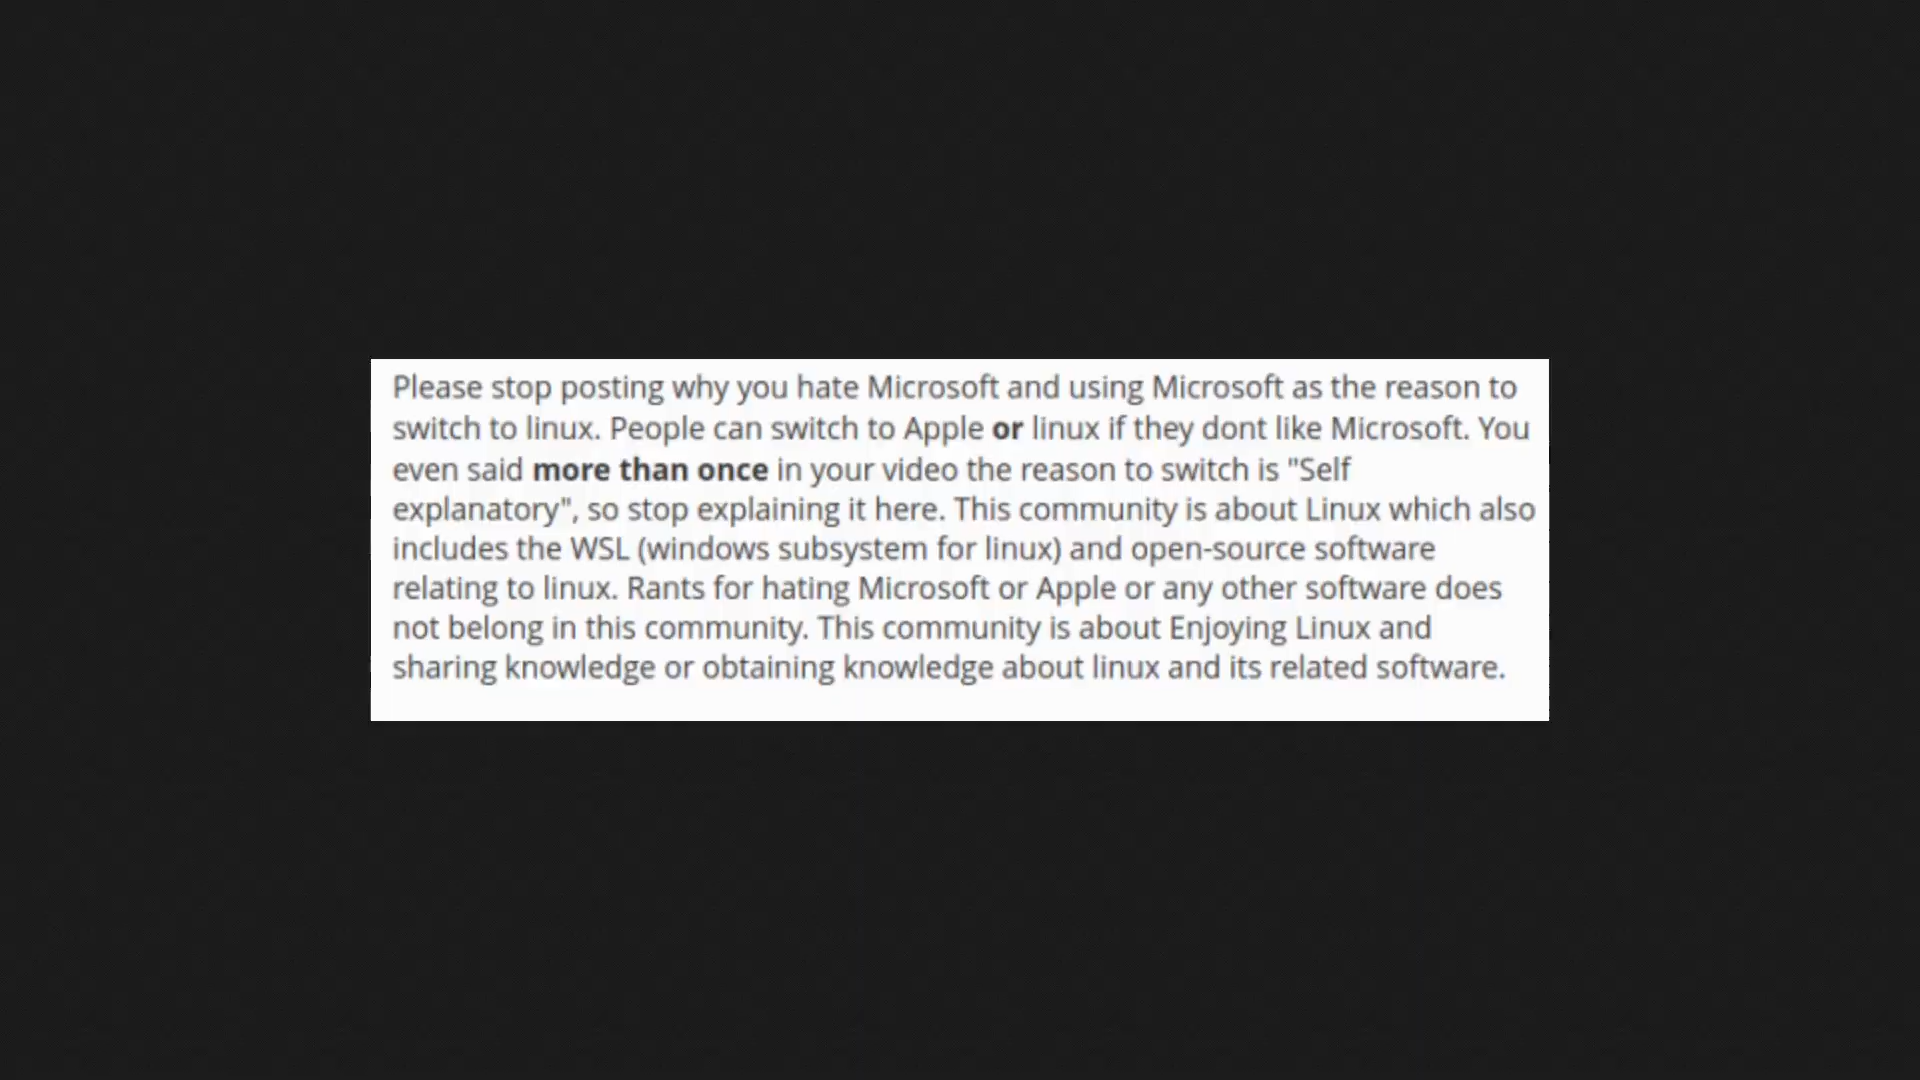 Please stop posting why you hate Microsoft and using Microsoft as the reason to
switch to linux. People can switch to Apple or linux if they dont like Microsoft. You
even said more than once in your video the reason to switch is "Self
explanatory", so stop explaining it here. This community is about Linux which also
includes the WSL (windows subsystem for linux) and open-source software
relating to linux. Rants for hating Microsoft or Apple or any other software does
not belong in this community. This community is about Enjoying Linux and
sharing knowledge or obtaining knowledge about linux and its related software.